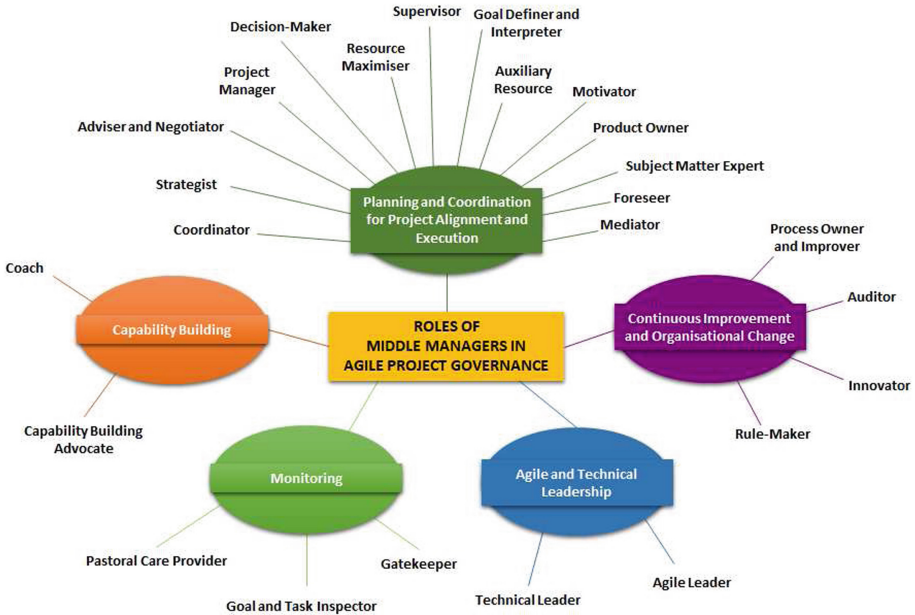 Supervisor
Goal Definer and
Interpreter
Decision-Maker
Resource
Maximiser
Auxiliary
Resource
Project
Manager
Motivator
Adviser and Negotiator
Product Owner
Strategist
Subject Matter Expert
Foreseer
Coordinator
Mediator
Planning and Coordination
for Project Alignment and
Execution
Process Owner
and Improver
Coach
Auditor
Capability Building
Continuous Improvement
and Organisational Change
ROLES OF
MIDDLE MANAGERS IN
AGILE PROJECT GOVERNANCE
Innovator
Capability Building
Advocate
Rule-Maker
Monitoring
Agile and Technical
Leadership
Pastoral Care Provider
Gatekeeper
Goal and Task Inspector
Technical Leader
Agile Leader